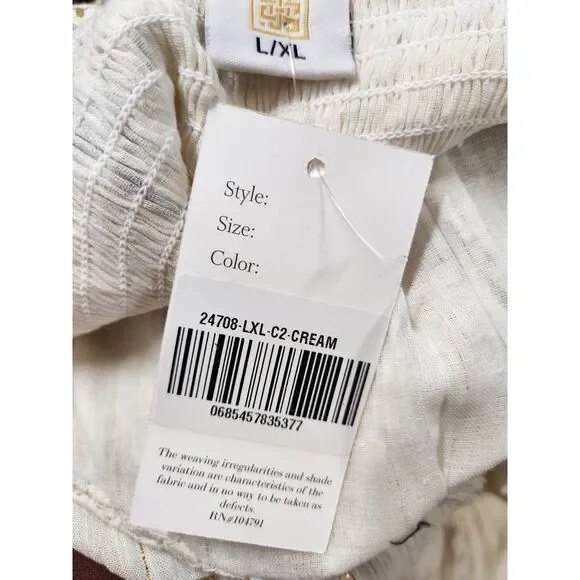 L/XL
Style:
Size:
Color:
24708-LXL-C2-CREAM
0685457835377
The weaving irregularities and shade
variation are characteristics of the
fabric and in no way to be taken as
defects.
RN#104791